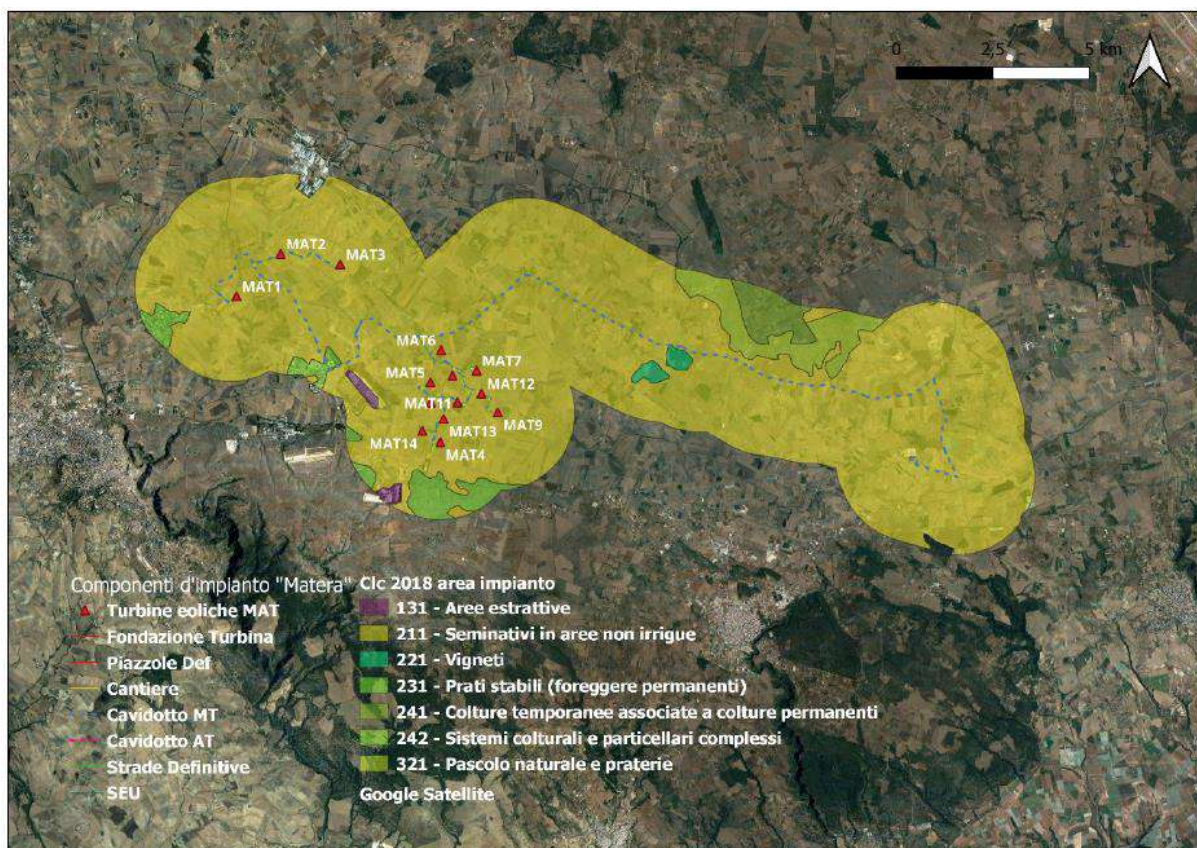 0 2,5 5 km
MAT2
MAT3
MAT1
MAT6
MAT7
MAT5
MAT12
MAT11
MAT9
MAT13
MAT14
MAT4
Componenti d'impianto "Matera"
Turbine eoliche MAT
Fondazione Turbina
Piazzole Def
Cantiere
Cavidotto MT
Cavidotto AT
Strade Definitive
SEU
Clc 2018 area impianto
131 - Aree estrattive
211 - Seminativi in aree non irrigue
221 - Vigneti
231 - Prati stabili (foreggere permanenti)
241 - Colture temporanee associate a colture permanenti
242 - Sistemi colturali e particellari complessi
321 - Pascolo naturale e praterie
Google Satellite